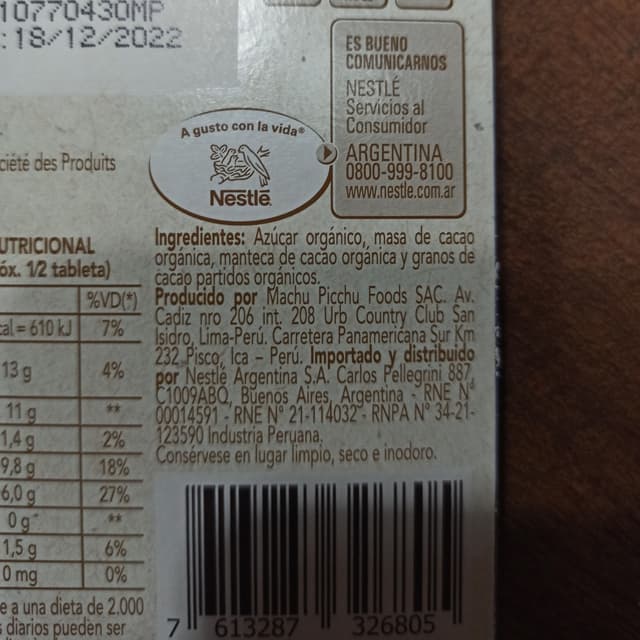 10770430MP
:18/12/2022
ES BUENO
COMUNICARNOS
NESTLÉ
Servicios al
Consumidor
ARGENTINA
0800-999-8100
www.nestle.com.ar
A gusto con la vida®
Nestlé®
ciété des Produits
UTRICIONAL
óx. 1/2 tableta)
%VD(*)
cal = 610 kJ 7%
13 g 4%
11 g **
1,4 g 2%
9,8 g 18%
6,0 g 27%
0 g **
1,5 g 6%
0 mg 0%
e a una dieta de 2.000
s diarios pueden ser
Ingredientes: Azúcar orgánico, masa de cacao
orgánica, manteca de cacao orgánica y granos de
cacao partidos orgánicos.
Producido por Machu Picchu Foods SAC. Av.
Cadiz nro 206 int. 208 Urb Country Club San
Isidro, Lima-Perú. Carretera Panamericana Sur Km
232 Pisco, Ica – Perú. Importado y distribuido
por Nestlé Argentina S.A. Carlos Pellegrini 887,
C1009ABQ, Buenos Aires, Argentina - RNE Nº
00014591 - RNE N° 21-114032 - RNPA N° 34-21-
123590 Industria Peruana.
Consérvese en lugar limpio, seco e inodoro.
7 613287 326805